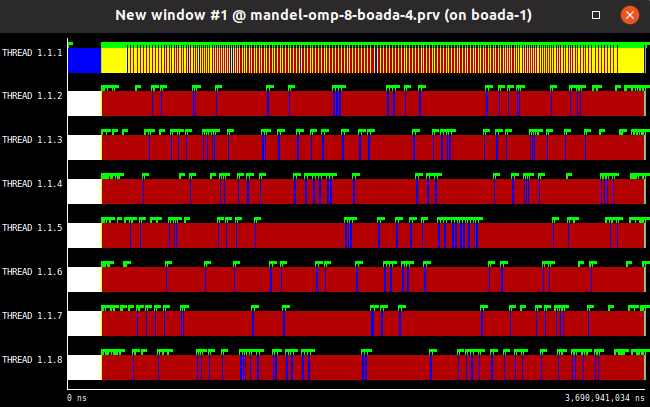 New window #1 @ mandel-omp-8-boada-4.prv (on boada-1)
THREAD 1.1.1
THREAD 1.1.2
THREAD 1.1.3
THREAD 1.1.4
THREAD 1.1.5
THREAD 1.1.6
THREAD 1.1.7
THREAD 1.1.8
0 ns 3,690,941,034 ns